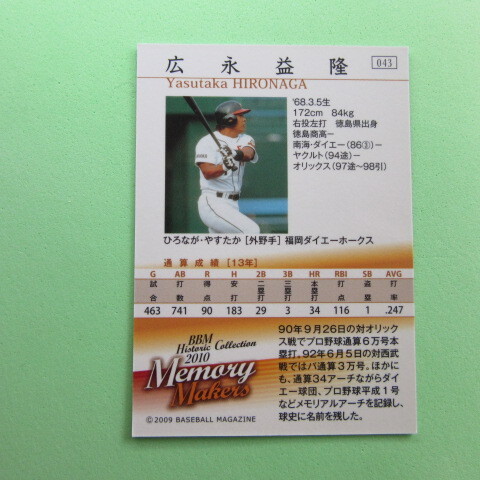 広永益隆
043
Yasutaka HIRONAGA
'68.3.5生
172cm 84kg
右投左打 徳島県出身
徳島商高−
南海・ダイエー(86③)−
ヤクルト(94途)−
オリックス(97途〜98引)
ひろなが・やすたか[外野手]福岡ダイエーホークス
通算成績[13年]
G AB R H 2B 3B HR RBI SB AVG
試合 打数 得点 安打 二塁打 三塁打 本塁打 打点 盗塁 打率
463 741 90 183 29 3 34 116 1 .247
90年9月26日の対オリック
ス戦でプロ野球通算6万号本
塁打。92年6月5日の対西武
戦ではパ通算3万号。ほかに
も、通算34アーチながらダイ
エー球団、プロ野球平成1号
などメモリアルアーチを記録し、
球史に名前を残した。
BBM
Historic Collection
2010
Memory
Makers
©2009 BASEBALL MAGAZINE